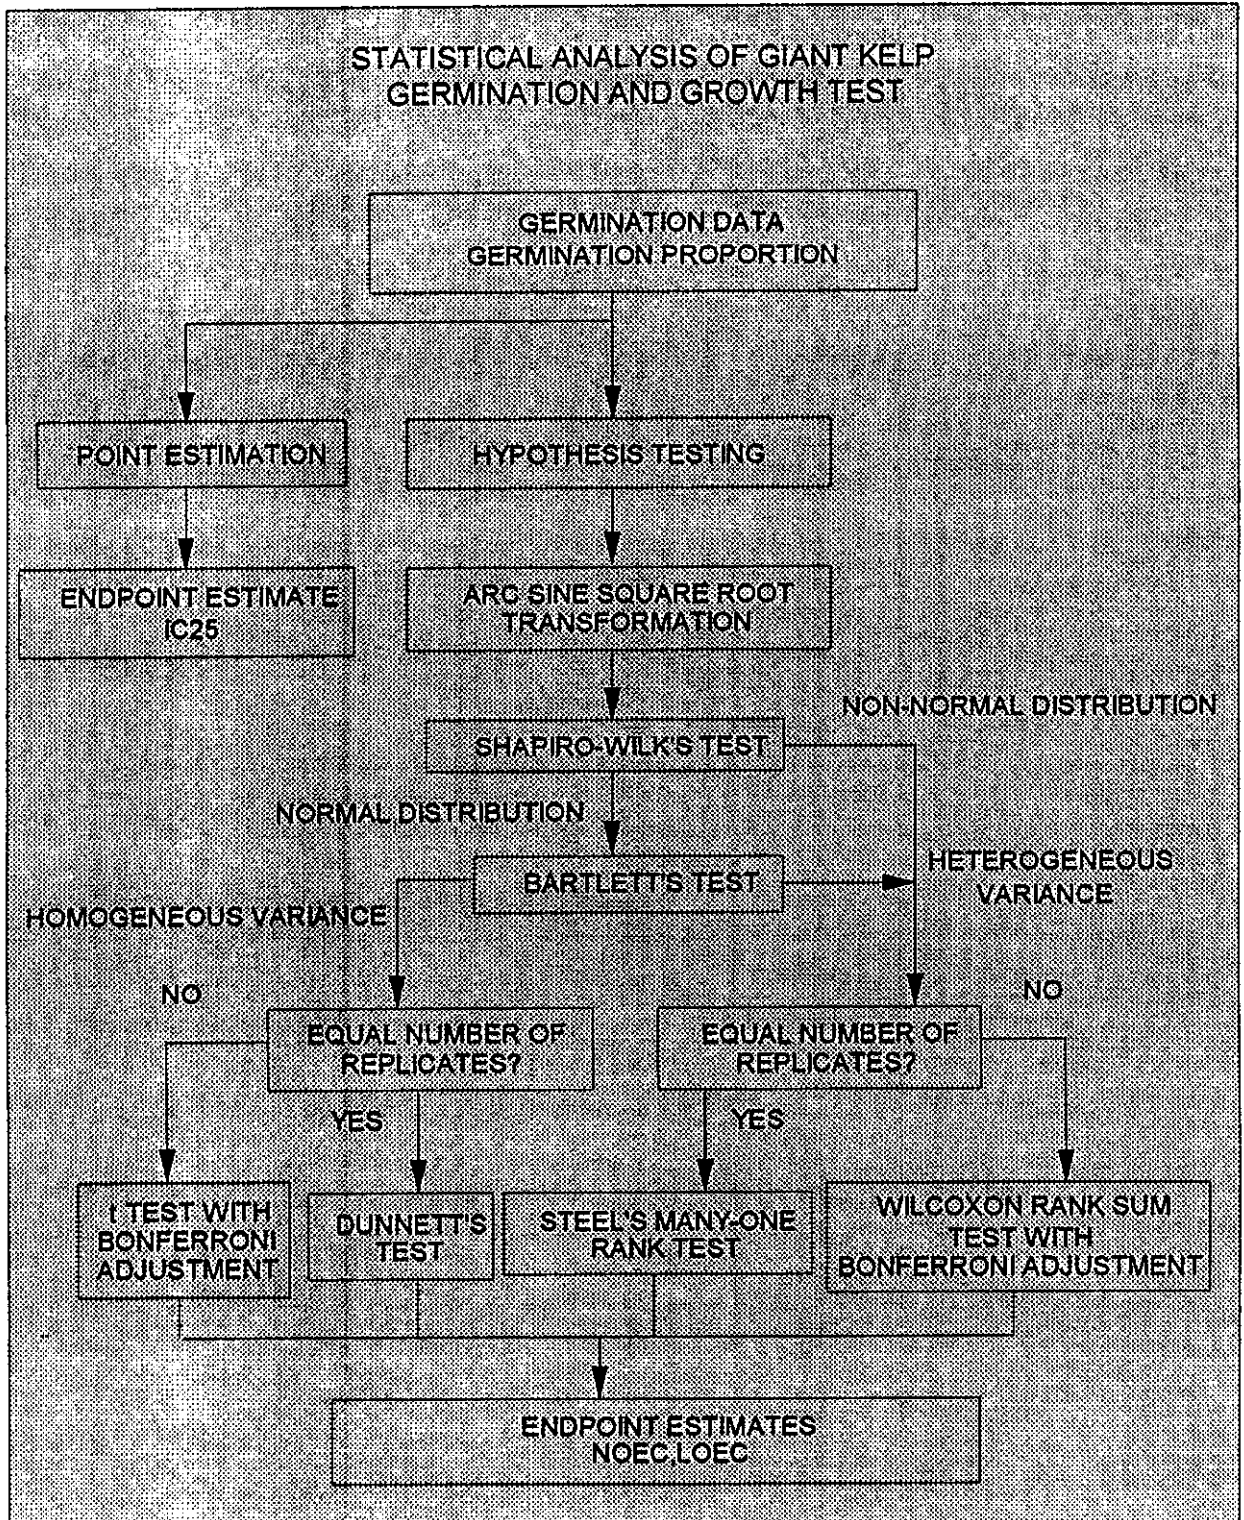 STATISTICAL ANALYSIS OF GIANT KELP
GERMINATION AND GROWTH TEST
GERMINATION DATA
GERMINATION PROPORTION
POINT ESTIMATION
HYPOTHESIS TESTING
ENDPOINT ESTIMATE
IC25
ARC SINE SQUARE ROOT
TRANSFORMATION
NON-NORMAL DISTRIBUTION
SHAPIRO-WILK'S TEST
NORMAL DISTRIBUTION
BARTLETT'S TEST
HETEROGENEOUS
VARIANCE
HOMOGENEOUS VARIANCE
NO
NO
EQUAL NUMBER OF
REPLICATES?
EQUAL NUMBER OF
REPLICATES?
YES
YES
t TEST WITH
BONFERRONI
ADJUSTMENT
DUNNETT'S
TEST
STEEL'S MANY-ONE
RANK TEST
WILCOXON RANK SUM
TEST WITH
BONFERRONI ADJUSTMENT
ENDPOINT ESTIMATES
NOEC,LOEC